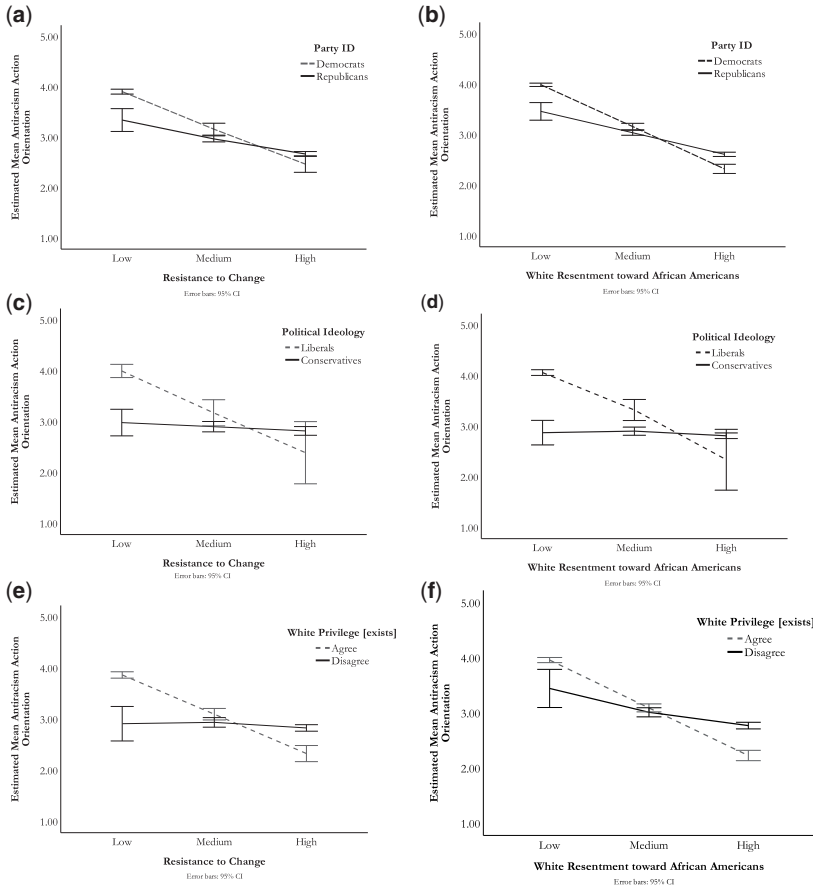 (a)
Party ID
Democrats
Republicans
Estimated Mean Antiracism Action
Orientation
5.00
4.00
3.00
2.00
1.00
Low Medium High
Resistance to Change
Error bars: 95% CI
(b)
Party ID
Democrats
Republicans
Estimated Mean Antiracism Action
Orientation
5.00
4.00
3.00
2.00
1.00
Low Medium High
White Resentment toward African Americans
Error bars: 95% CI
(c)
Political Ideology
Liberals
Conservatives
Estimated Mean Antiracism Action
Orientation
5.00
4.00
3.00
2.00
1.00
Low Medium High
Resistance to Change
Error bars: 95% CI
(d)
Political Ideology
Liberals
Conservatives
Estimated Mean Antiracism Action
Orientation
5.00
4.00
3.00
2.00
1.00
Low Medium High
White Resentment toward African Americans
Error bars: 95% CI
(e)
White Privilege [exists]
Agree
Disagree
Estimated Mean Antiracism Action
Orientation
5.00
4.00
3.00
2.00
1.00
Low Medium High
Resistance to Change
Error bars: 95% CI
(f)
White Privilege [exists]
Agree
Disagree
Estimated Mean Antiracism Action
Orientation
5.00
4.00
3.00
2.00
1.00
Low Medium High
White Resentment toward African Americans
Error bars: 95% CI